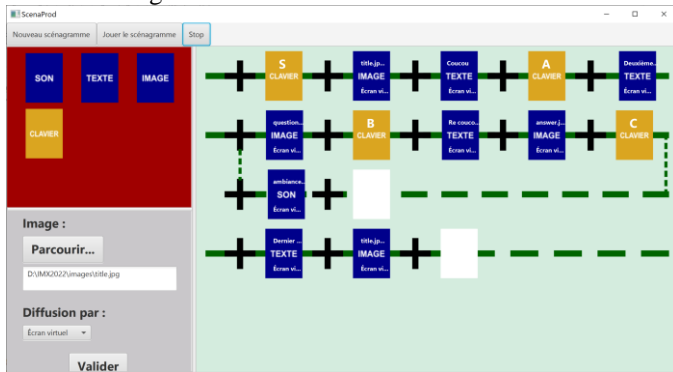 ScenaProd
Nouveau scénagramme Jouer le scénagramme Stop
SON TEXTE IMAGE
CLAVIER
Image :
Parcourir...
D:\IMX2022\images\title.jpg
Diffusion par :
Écran virtuel
Valider
S title.jp... Coucou A Deuxième...
CLAVIER IMAGE TEXTE CLAVIER TEXTE
Écran vi... Écran vi... Écran vi...
question... B Re couco... answer.j... C
IMAGE CLAVIER TEXTE IMAGE CLAVIER
Écran vi... Écran vi... Écran vi...
ambiance...
SON
Écran vi...
Dernier ... title.jp...
TEXTE IMAGE
Écran vi... Écran vi...